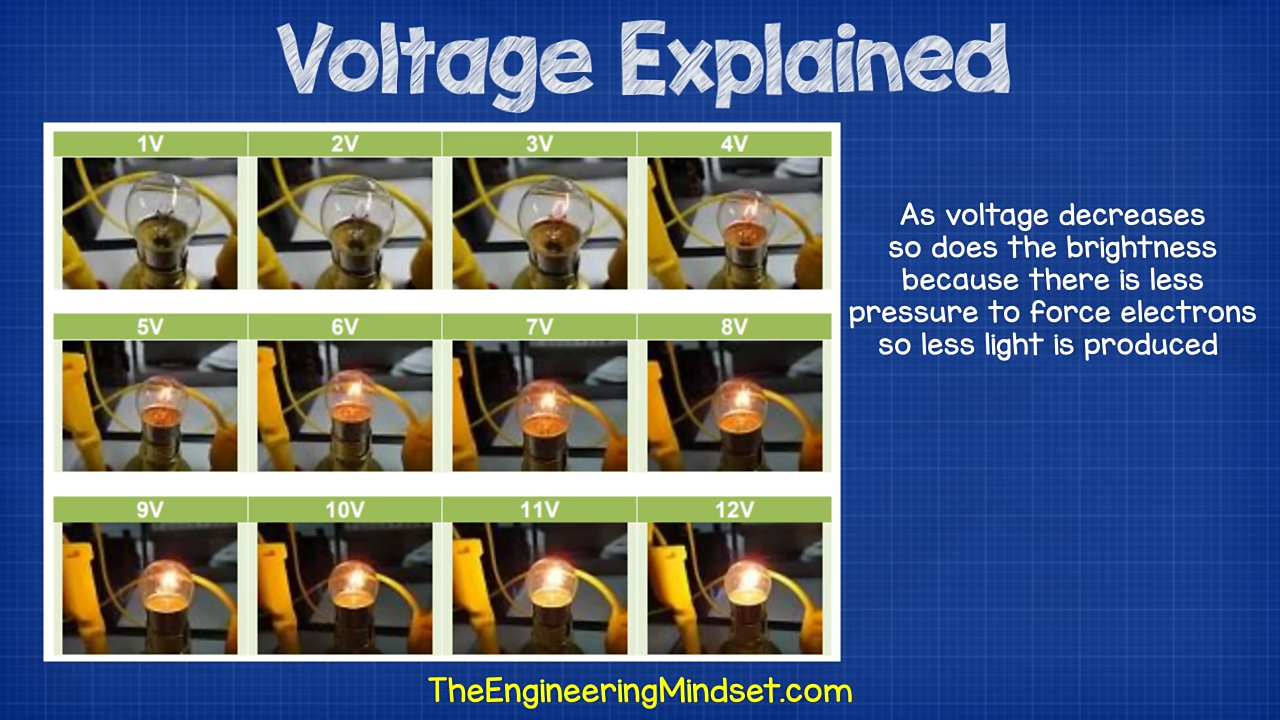 Voltage Explained
1V 2V 3V 4V
5V 6V 7V 8V
9V 10V 11V 12V
As voltage decreases
so does the brightness
because there is less
pressure to force electrons
so less light is produced
TheEngineeringMindset.com